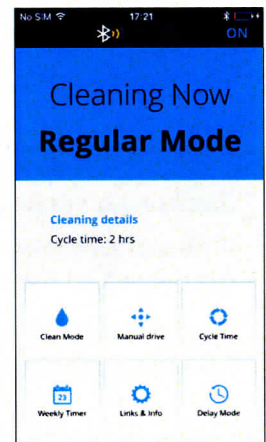 No SIM 17:21
ON
Cleaning Now
Regular Mode
Cleaning details
Cycle time: 2 hrs
Clean Mode Manual drive Cycle Time
23
Weekly Timer Links & Info Delay Mode